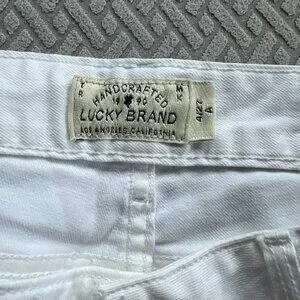 HANDCRAFTED
19 90
LUCKY BRAND
LOS ANGELES, CALIFORNIA